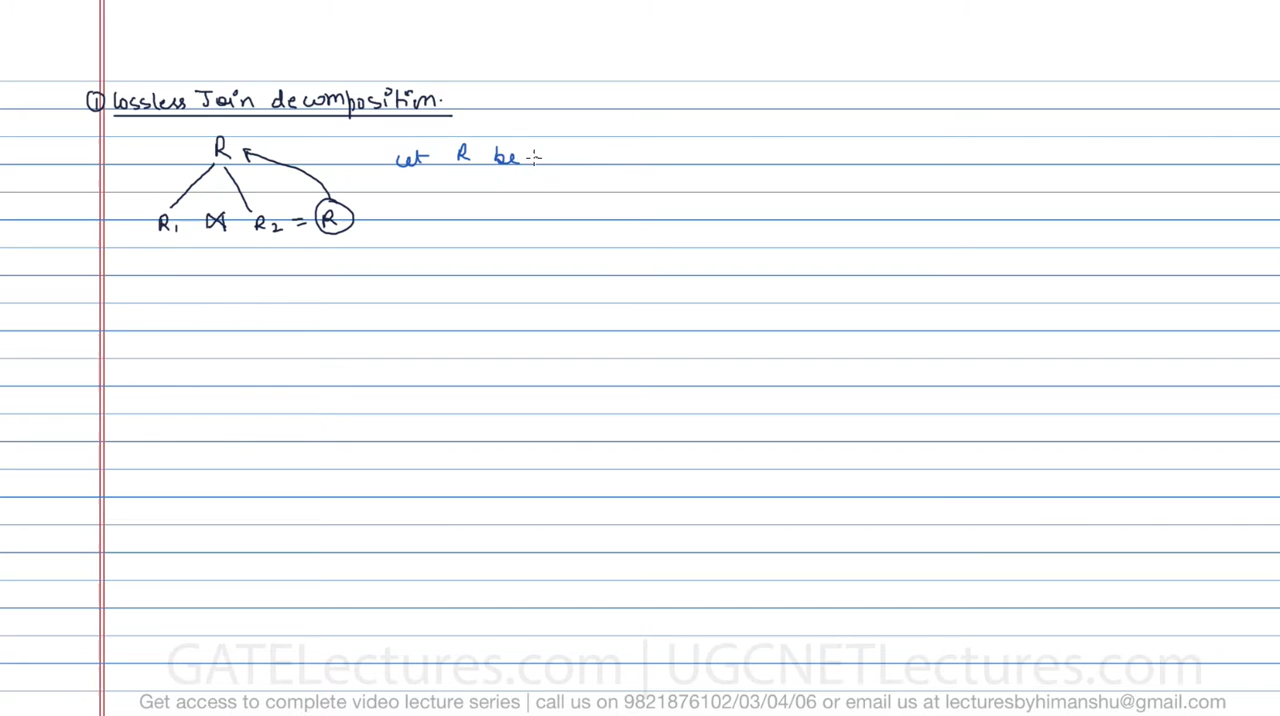 ① Lossless Join decomposition.
R
Let R be
R1 ⋈ R2 = R
GATELectures.com | UGCNETLectures.com
Get access to complete video lecture series | call us on 9821876102/03/04/06 or email us at lecturesbyhimanshu@gmail.com